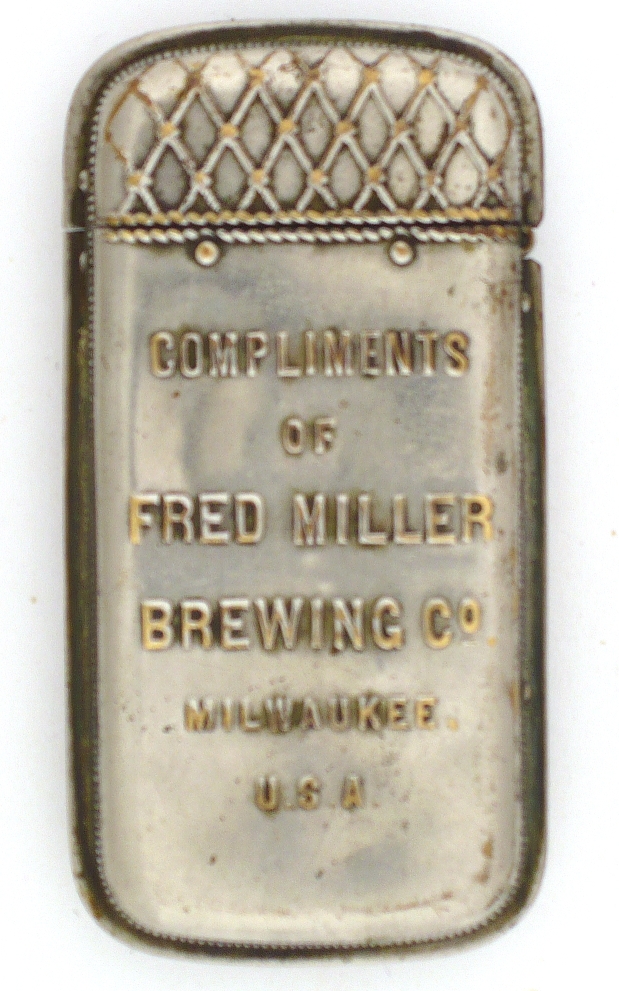 COMPLIMENTS
OF
FRED MILLER
BREWING Co
MILWAUKEE.
U.S.A.